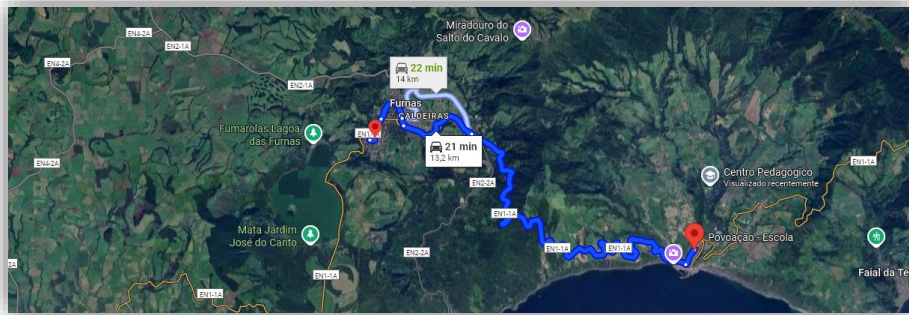 Miradouro do
Salto do Cavalo
EN4-2A
EN2-1A
EN4-2A
EN2-1A
22 min
14 km
Furnas
CALDEIRAS
Fumarolas Lagoa
das Furnas
21 min
13,2 km
EN4-2A
EN1-1A
Centro Pedagógico
Visualizado recentemente
EN2-2A
EN1-1A
Mata Jardim
José do Canto
Povoação - Escola
EN1-1A
EN1-1A
EN2-2A
EN1-1A
Faial da Te
2A
EN1-1A